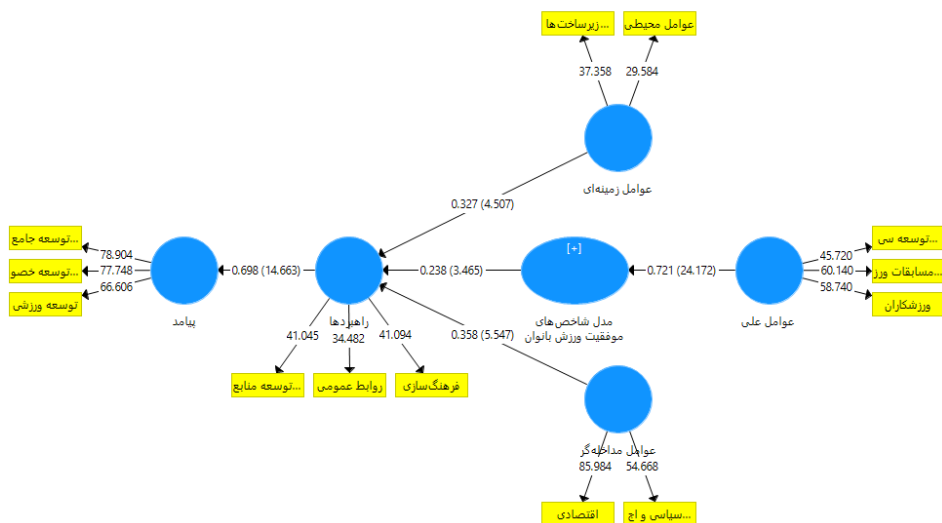 زیرساخت‌ها...
عوامل محیطی
37.358
29.584
عوامل زمینه‌ای
0.327 (4.507)
توسعه جامع...
توسعه خصو...
توسعه ورزشی
78.904
77.748
66.606
پیامد
0.698 (14.663)
راهبردها
41.045
34.482
41.094
توسعه منابع...
روابط عمومی
فرهنگ‌سازی
0.238 (3.465)
[+]
مدل شاخص‌های
موفقیت ورزش بانوان
0.721 (24.172)
عوامل علی
45.720
60.140
58.740
توسعه سی...
مسابقات ورز...
ورزشکاران
0.358 (5.547)
عوامل مداخله‌گر
85.984
54.668
اقتصادی
سیاسی و اج...